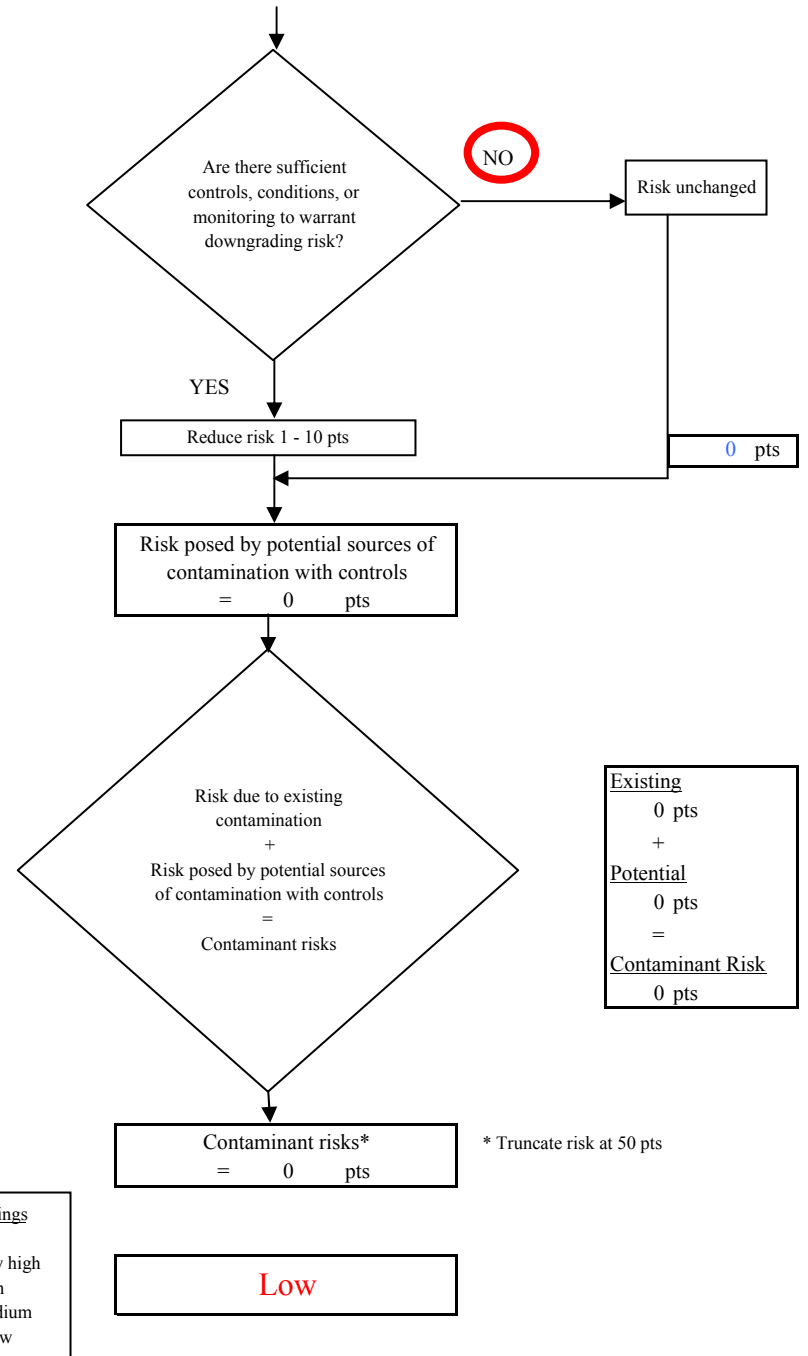 Are there sufficient
controls, conditions, or
monitoring to warrant
downgrading risk?
NO
Risk unchanged
YES
Reduce risk 1 - 10 pts
0 pts
Risk posed by potential sources of
contamination with controls
= 0 pts
Risk due to existing
contamination
+
Risk posed by potential sources
of contamination with controls
=
Contaminant risks
Existing
0 pts
+
Potential
0 pts
=
Contaminant Risk
0 pts
Contaminant risks*
= 0 pts
* Truncate risk at 50 pts
high
Low